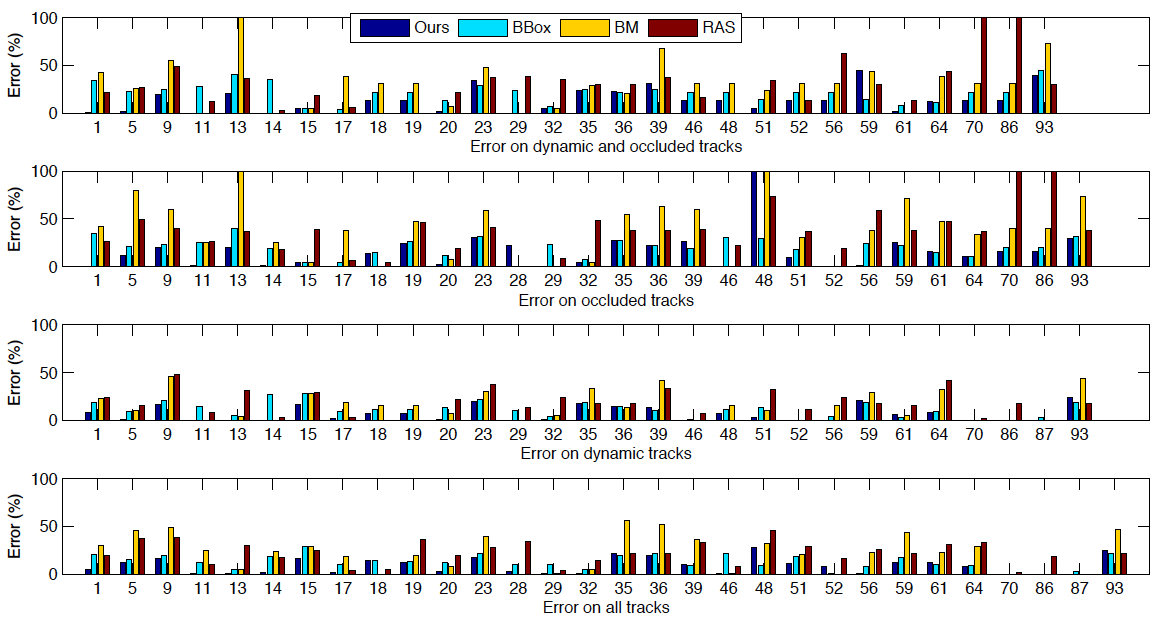 Ours BBox BM RAS
Error (%)
100
50
0
1 5 9 11 13 14 15 17 18 19 20 23 29 32 35 36 39 46 48 51 52 56 59 61 64 70 86 93
Error on dynamic and occluded tracks
Error (%)
100
50
0
1 5 9 11 13 14 15 17 18 19 20 23 28 29 32 35 36 39 46 48 51 52 56 59 61 64 70 86 93
Error on occluded tracks
Error (%)
100
50
0
1 5 9 11 13 14 15 17 18 19 20 23 28 29 32 35 36 39 46 48 51 52 56 59 61 64 70 86 87 93
Error on dynamic tracks
Error (%)
100
50
0
1 5 9 11 13 14 15 17 18 19 20 23 28 29 32 35 36 39 46 48 51 52 56 59 61 64 70 86 87 93
Error on all tracks